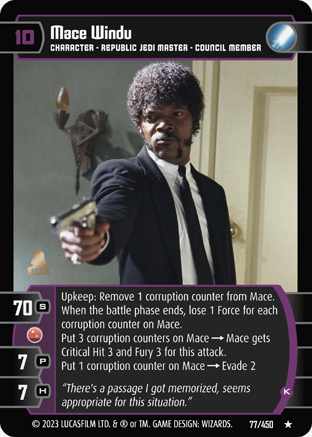 10
Mace Windu
CHARACTER - REPUBLIC JEDI MASTER - COUNCIL MEMBER
70 S
Upkeep: Remove 1 corruption counter from Mace.
When the battle phase ends, lose 1 Force for each
corruption counter on Mace.
Put 3 corruption counters on Mace → Mace gets
Critical Hit 3 and Fury 3 for this attack.
7 P
Put 1 corruption counter on Mace → Evade 2
7 H
"There's a passage I got memorized, seems
appropriate for this situation."
K
© 2023 LUCASFILM LTD. & ® or TM. GAME DESIGN: WIZARDS.
77/450 ★